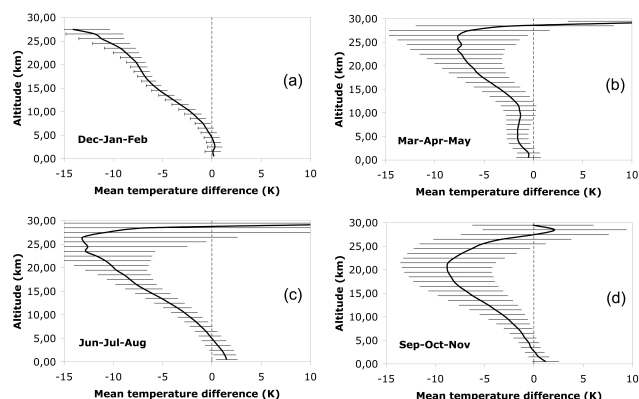 30,00
25,00
20,00
15,00
10,00
5,00
0,00
Altitude (km)
(a)
Dec-Jan-Feb
-15 -10 -5 0 5 10
Mean temperature difference (K)
30,00
25,00
20,00
15,00
10,00
5,00
0,00
Altitude (km)
(b)
Mar-Apr-May
-15 -10 -5 0 5 10
Mean temperature difference (K)
30,00
25,00
20,00
15,00
10,00
5,00
0,00
Altitude (km)
(c)
Jun-Jul-Aug
-15 -10 -5 0 5 10
Mean temperature difference (K)
30,00
25,00
20,00
15,00
10,00
5,00
0,00
Altitude (km)
(d)
Sep-Oct-Nov
-15 -10 -5 0 5 10
Mean temperature difference (K)